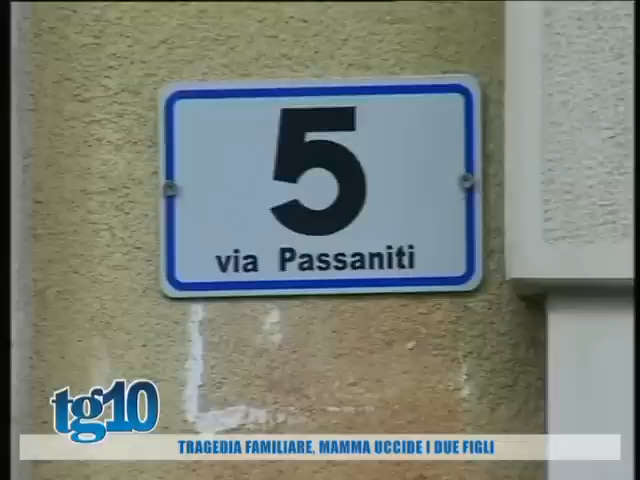 5
via Passaniti
tg10
TRAGEDIA FAMILIARE, MAMMA UCCIDE I DUE FIGLI